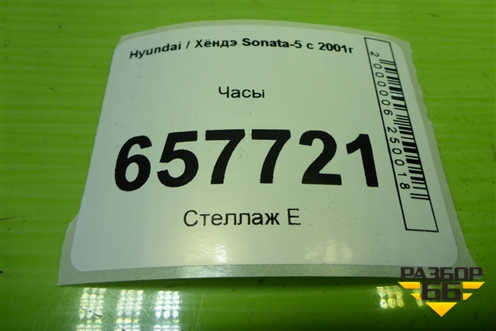 Hyundai / Хёндэ Sonata-5 с 2001г
Часы
657721
Стеллаж Е
2000006250018
РАЗБОР
66